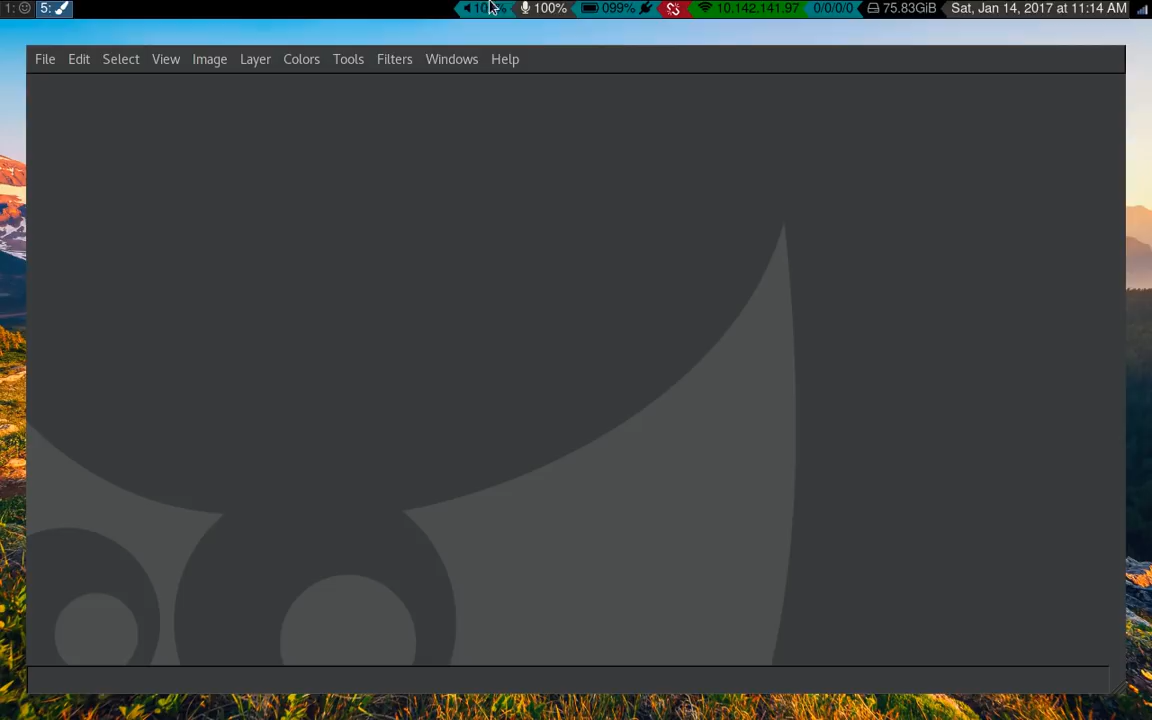 1: 5: 100% 099% 10.142.141.97 0/0/0/0 75.83GiB Sat, Jan 14, 2017 at 11:14 AM
File Edit Select View Image Layer Colors Tools Filters Windows Help